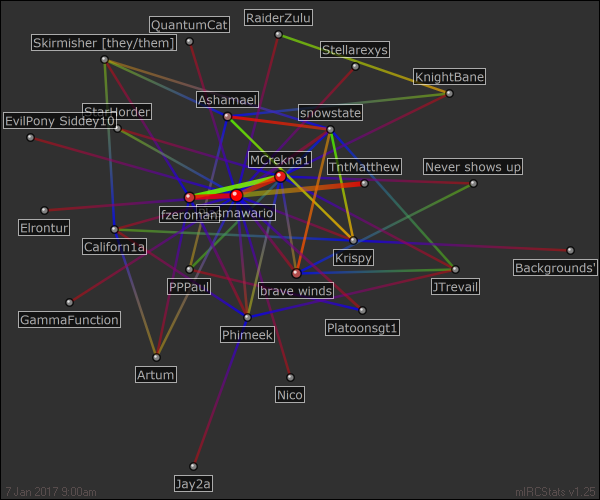 QuantumCat
RaiderZulu
Skirmisher [they/them]
Stellarexys
KnightBane
Ashamael
StarHorder
snowstate
EvilPony Siddey10
MCrekna1
TntMatthew
Never shows up
Elrontur
fzeroman
Californ1a
Krispy
Backgrounds'
PPPaul
brave winds
JTrevail
GammaFunction
Phimeek
Platoonsgt1
Artum
Nico
Jay2a
7 Jan 2017 9:00am
mIRCStats v1.25